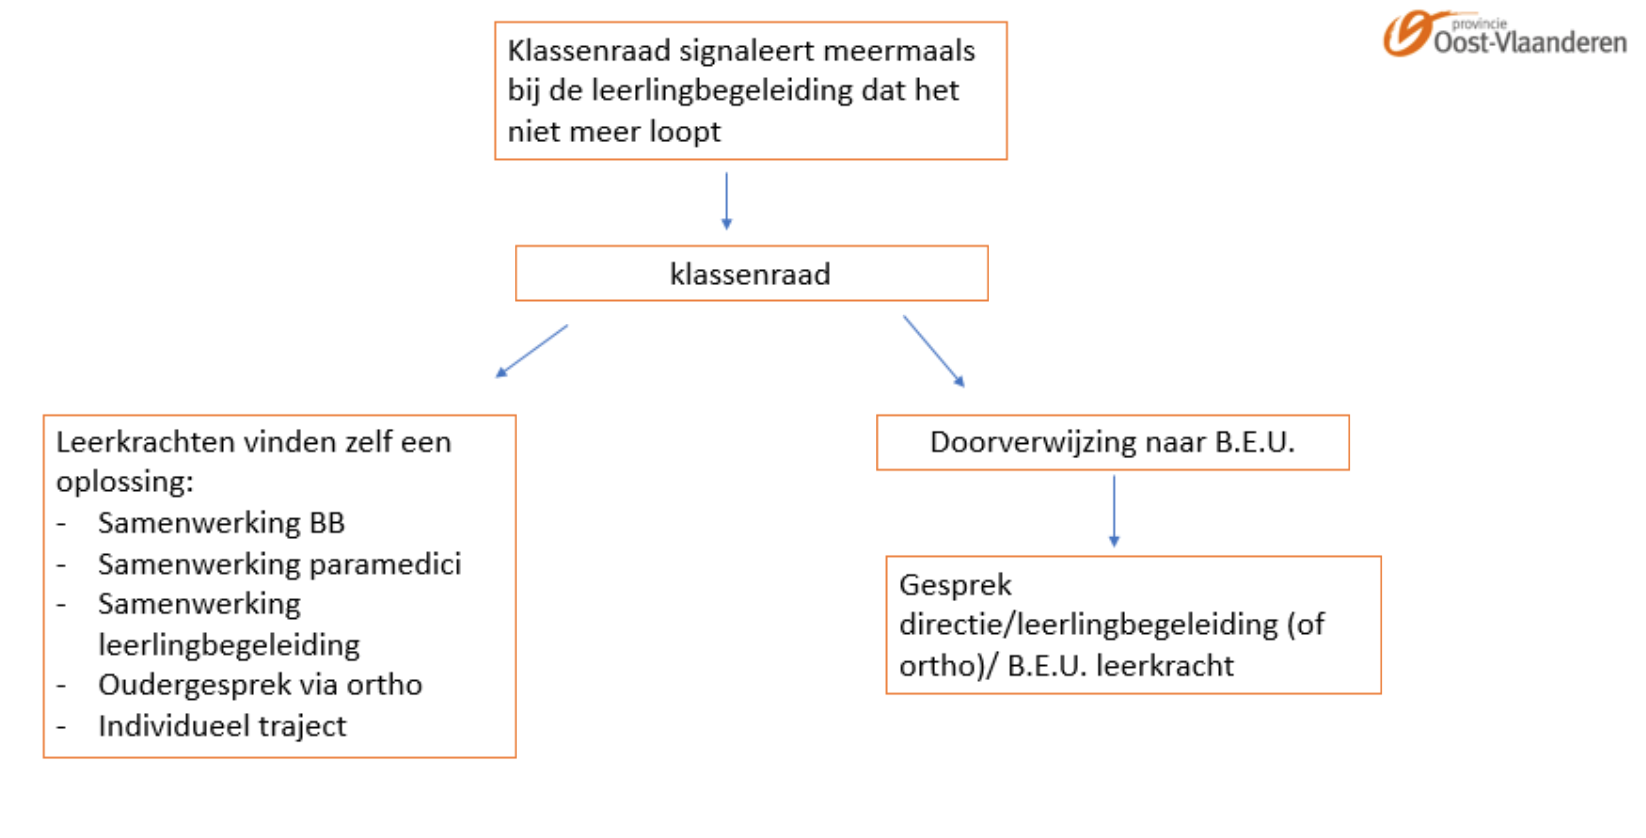 provincie
Oost-Vlaanderen
Klassenraad signaleert meermaals
bij de leerlingbegeleiding dat het
niet meer loopt
klassenraad
Leerkrachten vinden zelf een
oplossing:
- Samenwerking BB
- Samenwerking paramedici
- Samenwerking
leerlingbegeleiding
- Oudergesprek via ortho
- Individueel traject
Doorverwijzing naar B.E.U.
Gesprek
directie/leerlingbegeleiding (of
ortho)/ B.E.U. leerkracht